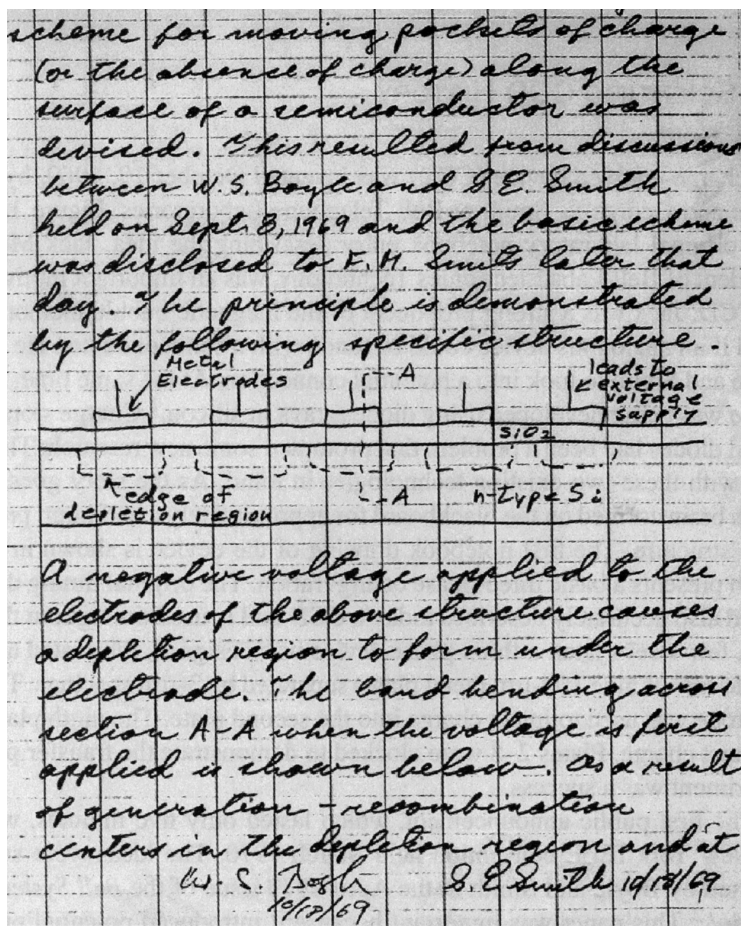 scheme for moving pockets of charge
(or the absence of charge) along the
surface of a semiconductor was
devised. This resulted from discussions
between W.S. Boyle and G.E. Smith
held on Sept. 8, 1969 and the basic scheme
was disclosed to F.M. Smits later that
day. The principle is demonstrated
by the following specific structure.
Metal
Electrodes
A
leads to
external
voltage
supply
SiO2
edge of
depletion region
A
n-type Si
A negative voltage applied to the
electrodes of the above structure causes
a depletion region to form under the
electrode. The band bending across
section A-A when the voltage is first
applied is shown below. As a result
of generation - recombination
centers in the depletion region and at
W. S. Boyle
10/18/69
G.E Smith 10/18/69